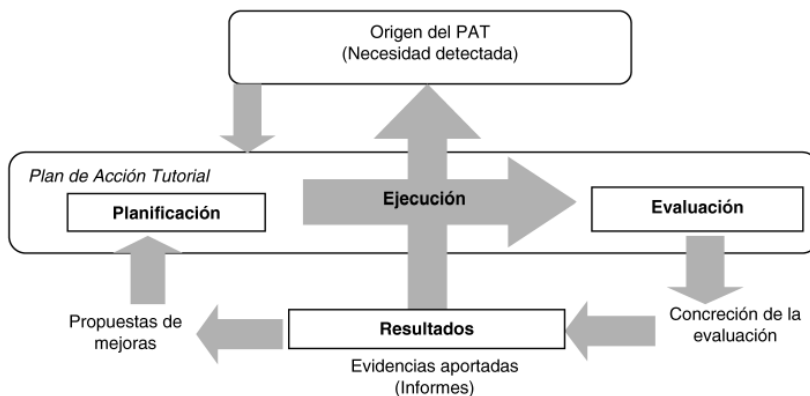 Origen del PAT
(Necesidad detectada)
Plan de Acción Tutorial
Planificación
Ejecución
Evaluación
Propuestas de
mejoras
Resultados
Evidencias aportadas
(Informes)
Concreción de la
evaluación